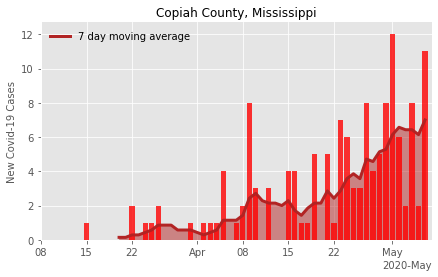 Copiah County, Mississippi
7 day moving average
New Covid-19 Cases
12
10
8
6
4
2
0
08 15 22 Apr 08 15 22 May
2020-May